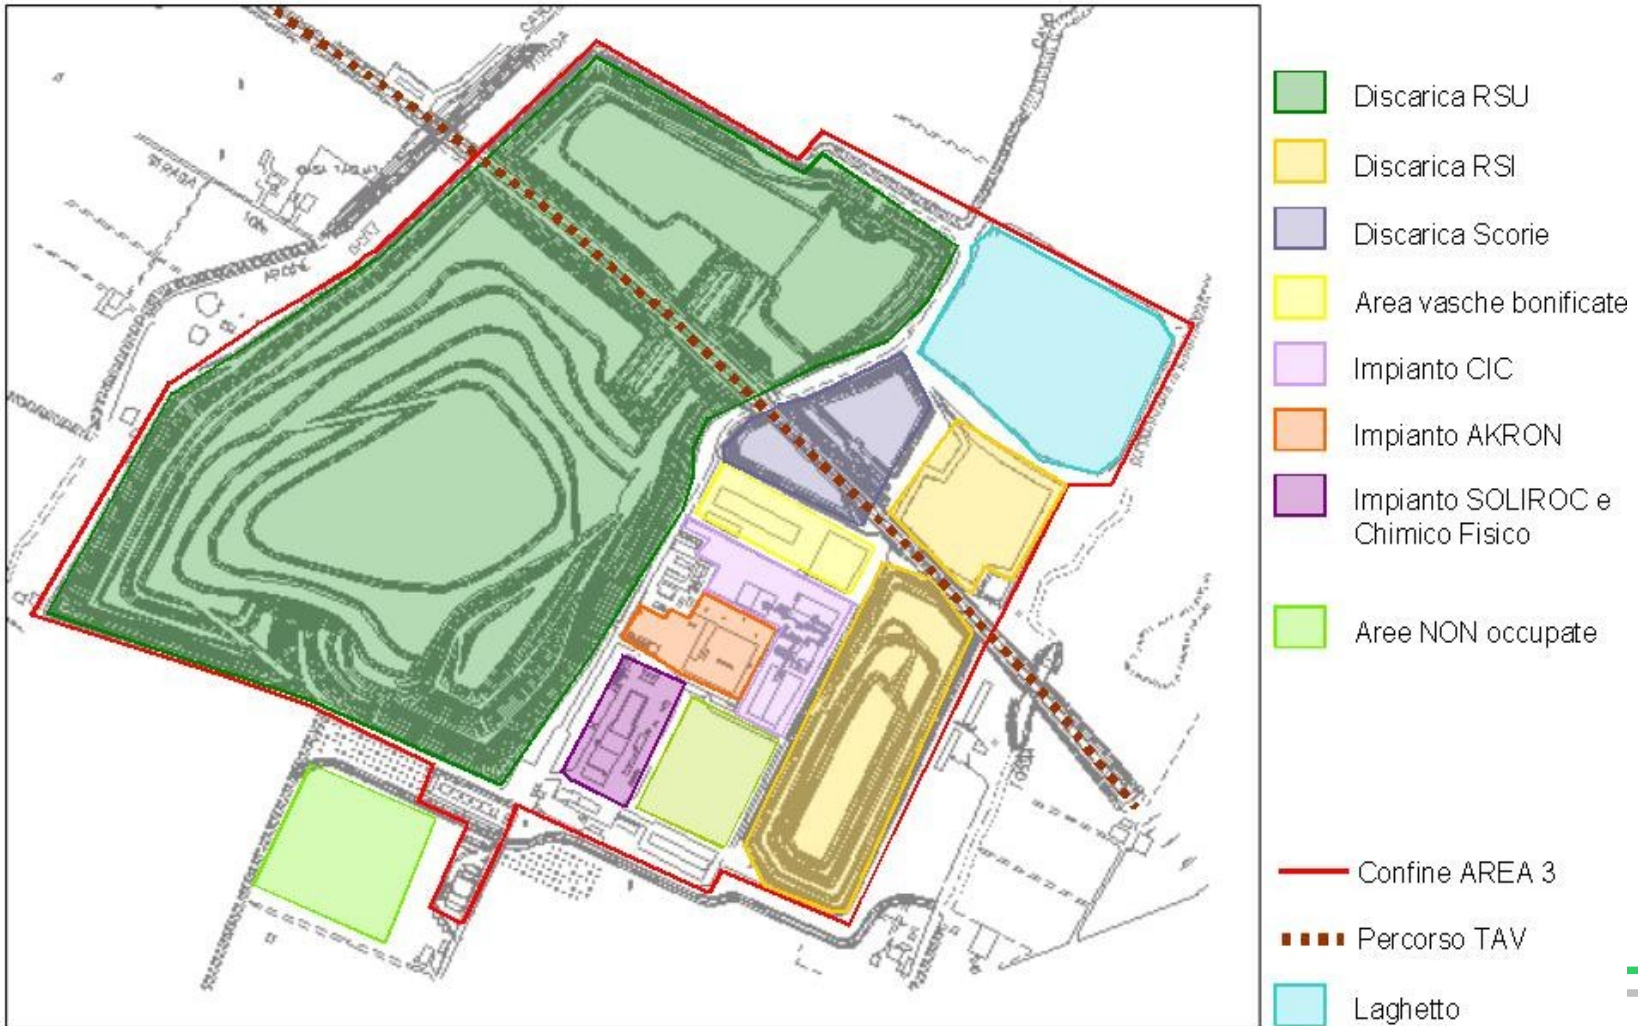 STRADA
Discarica RSU
Discarica RSI
Discarica Scorie
Area vasche bonificate
Impianto CIC
Impianto AKRON
Impianto SOLIROC e
Chimico Fisico
Aree NON occupate
Confine AREA 3
Percorso TAV
Laghetto